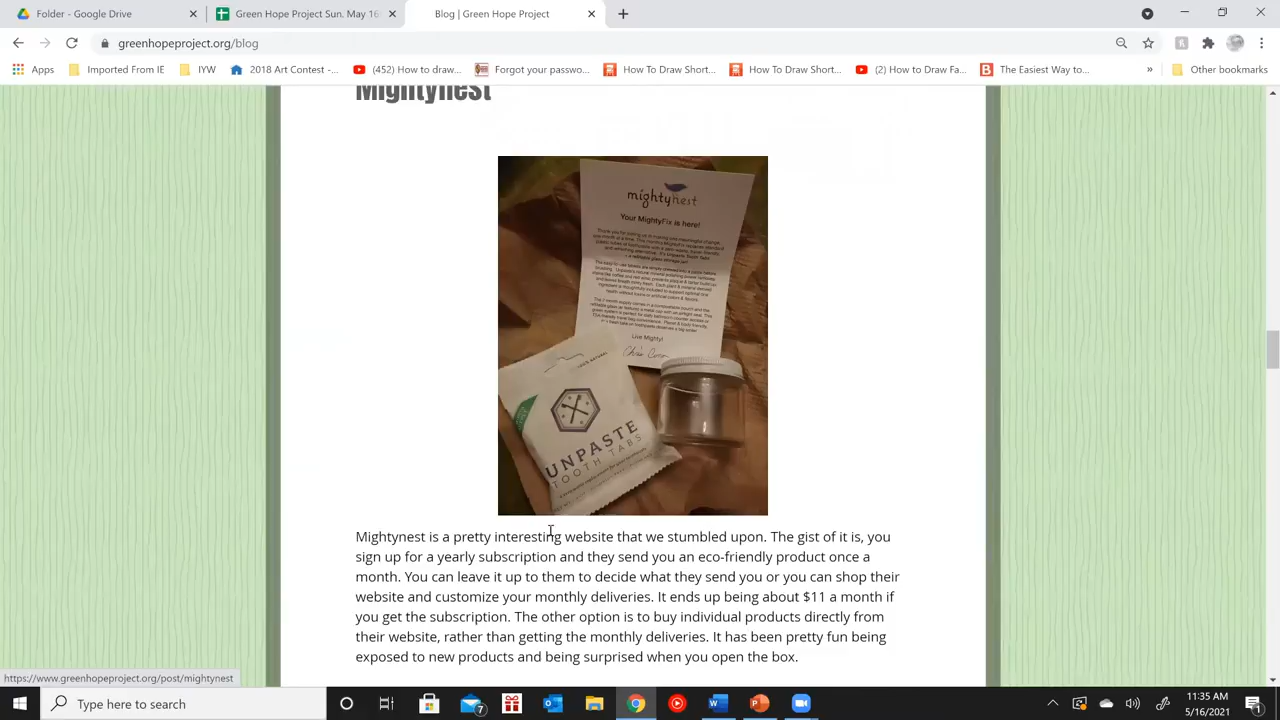 Folder - Google Drive
Green Hope Project Sun. May 16
Blog | Green Hope Project
greenhopeproject.org/blog
Apps
Imported From IE
IYW
2018 Art Contest -...
(452) How to draw...
Forgot your passwo...
How To Draw Short...
How To Draw Short...
(2) How to Draw Fa...
The Easiest Way to...
»
Other bookmarks
Mightynest
mightynest
Your MightyFix is here!
Live Mighty!
100% NATURAL
UNPASTE
TOOTH TABS
Mightynest is a pretty interesting website that we stumbled upon. The gist of it is, you
sign up for a yearly subscription and they send you an eco-friendly product once a
month. You can leave it up to them to decide what they send you or you can shop their
website and customize your monthly deliveries. It ends up being about $11 a month if
you get the subscription. The other option is to buy individual products directly from
their website, rather than getting the monthly deliveries. It has been pretty fun being
exposed to new products and being surprised when you open the box.
https://www.greenhopeproject.org/post/mightynest
Type here to search
7
11:35 AM
5/16/2021
1